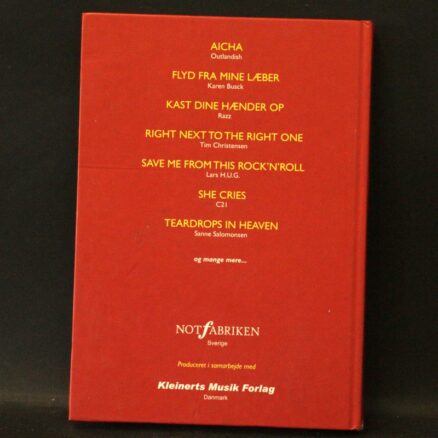 AICHA
Outlandish
FLYD FRA MINE LÆBER
Karen Busck
KAST DINE HÆNDER OP
Razz
RIGHT NEXT TO THE RIGHT ONE
Tim Christensen
SAVE ME FROM THIS ROCK'N'ROLL
Lars H.U.G.
SHE CRIES
C21
TEARDROPS IN HEAVEN
Sanne Salomonsen
og mange mere...
NOTfABRIKEN
Sverige
Produceret i samarbejde med
Kleinerts Musik Forlag
Danmark